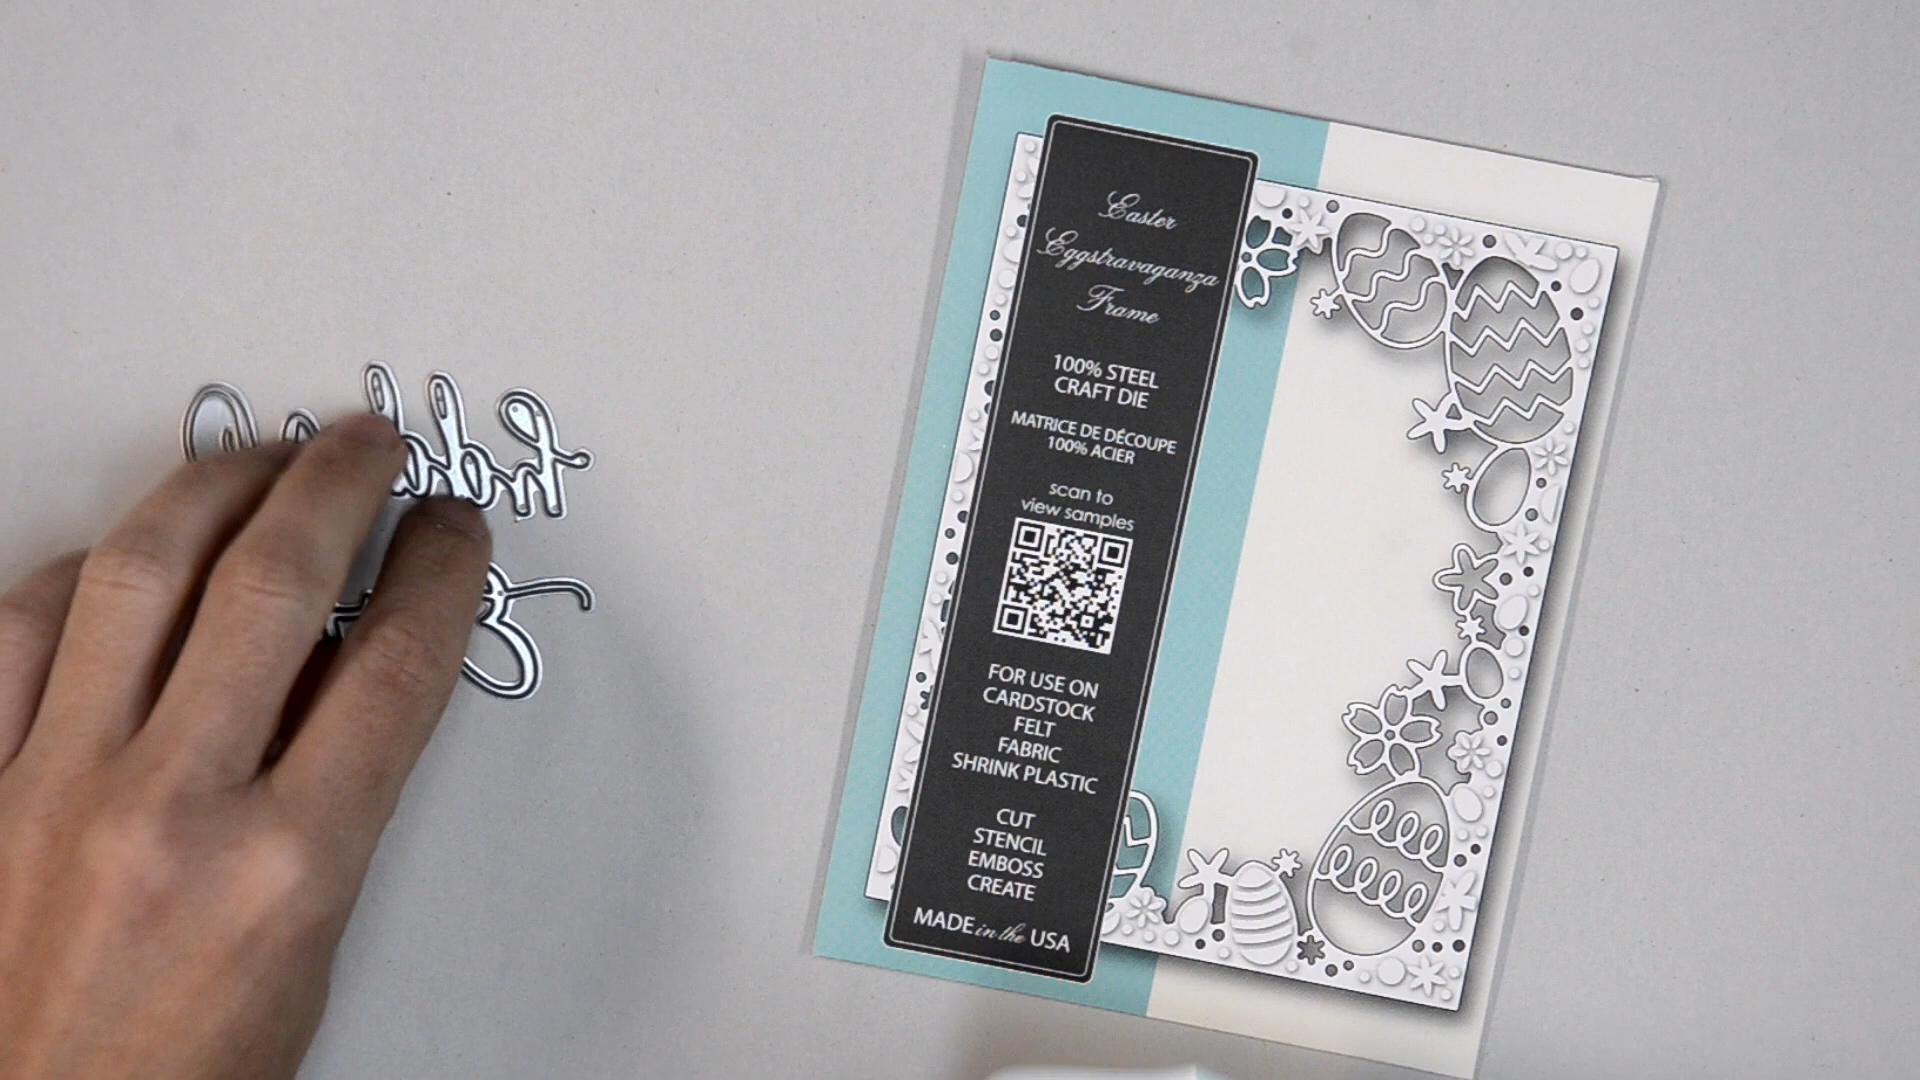 Easter
Eggstravaganza
Frame
100% STEEL
CRAFT DIE
MATRICE DE DÉCOUPE
100% ACIER
scan to
view samples
FOR USE ON
CARDSTOCK
FELT
FABRIC
SHRINK PLASTIC
CUT
STENCIL
EMBOSS
CREATE
MADE in the USA